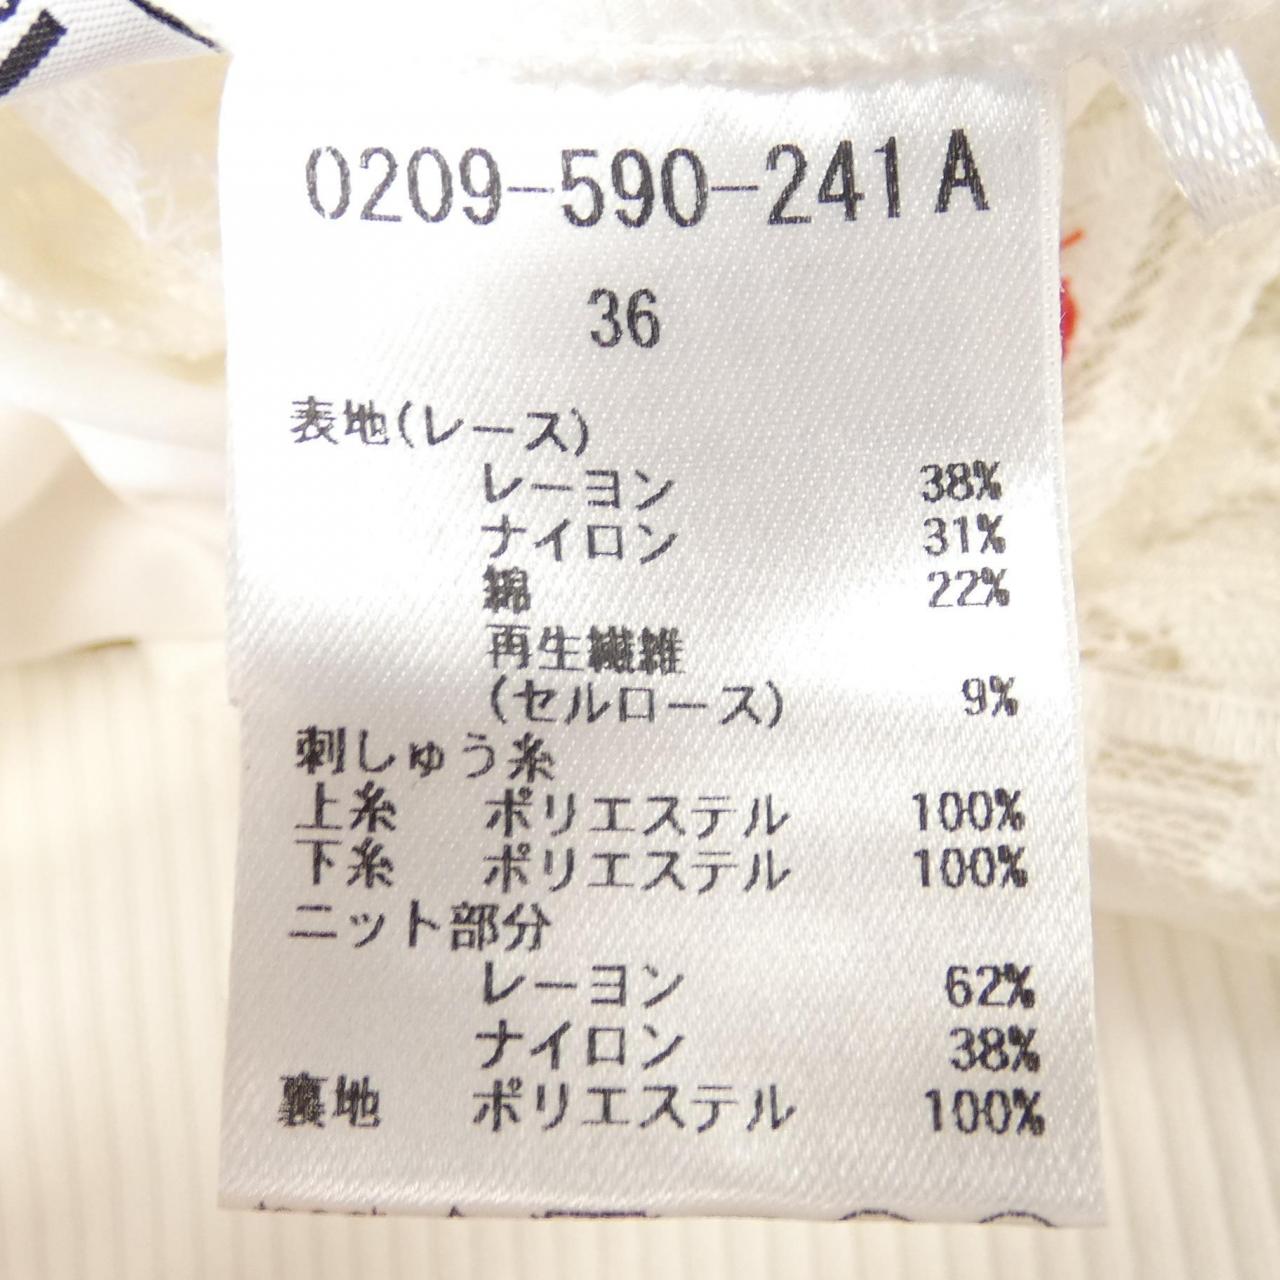 0209-590-241 A
36
表地(レース)
レーヨン 38%
ナイロン 31%
綿 22%
再生繊維
(セルロース) 9%
刺しゅう糸
上糸 ポリエステル 100%
下糸 ポリエステル 100%
ニット部分
レーヨン 62%
ナイロン 38%
裏地 ポリエステル 100%